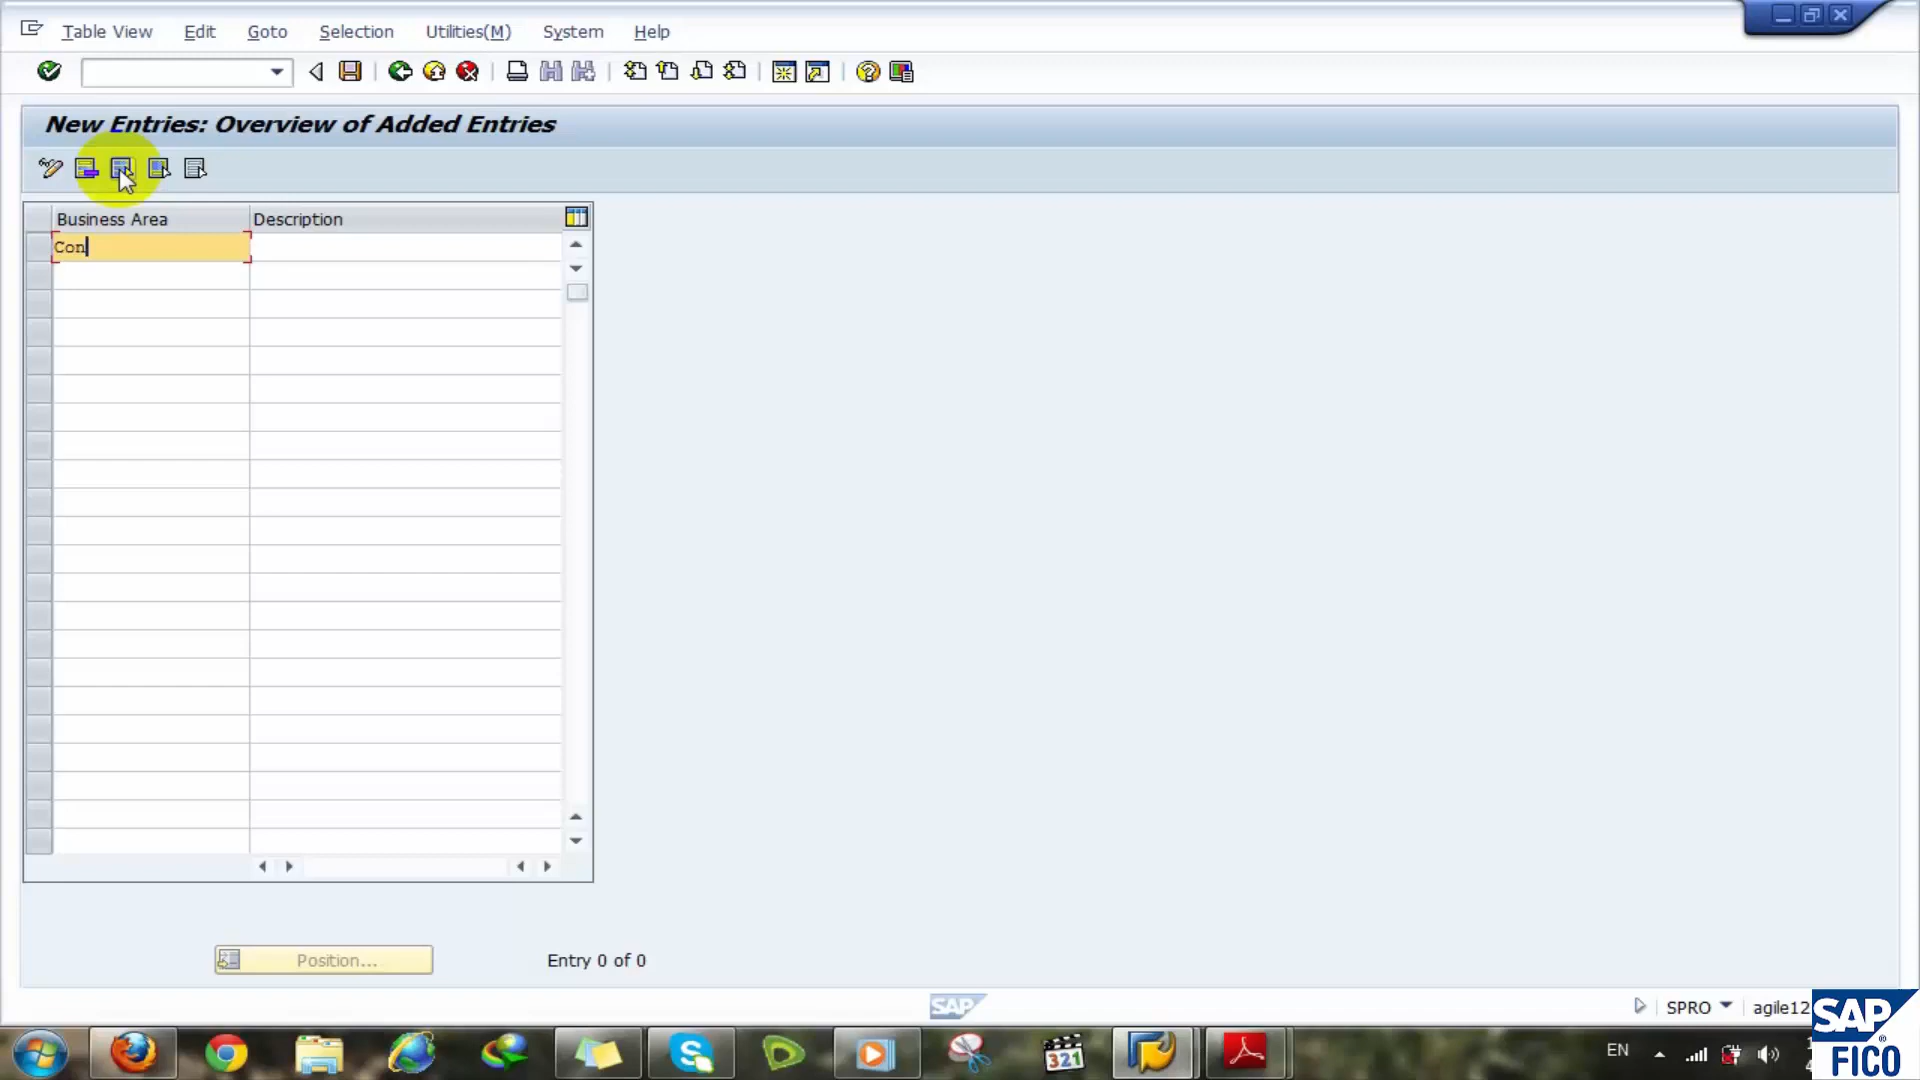 Table View Edit Goto Selection Utilities(M) System Help
New Entries: Overview of Added Entries
Business Area Description
Con
Position... Entry 0 of 0
SAP SPRO agile12
321 EN
SAP
FICO